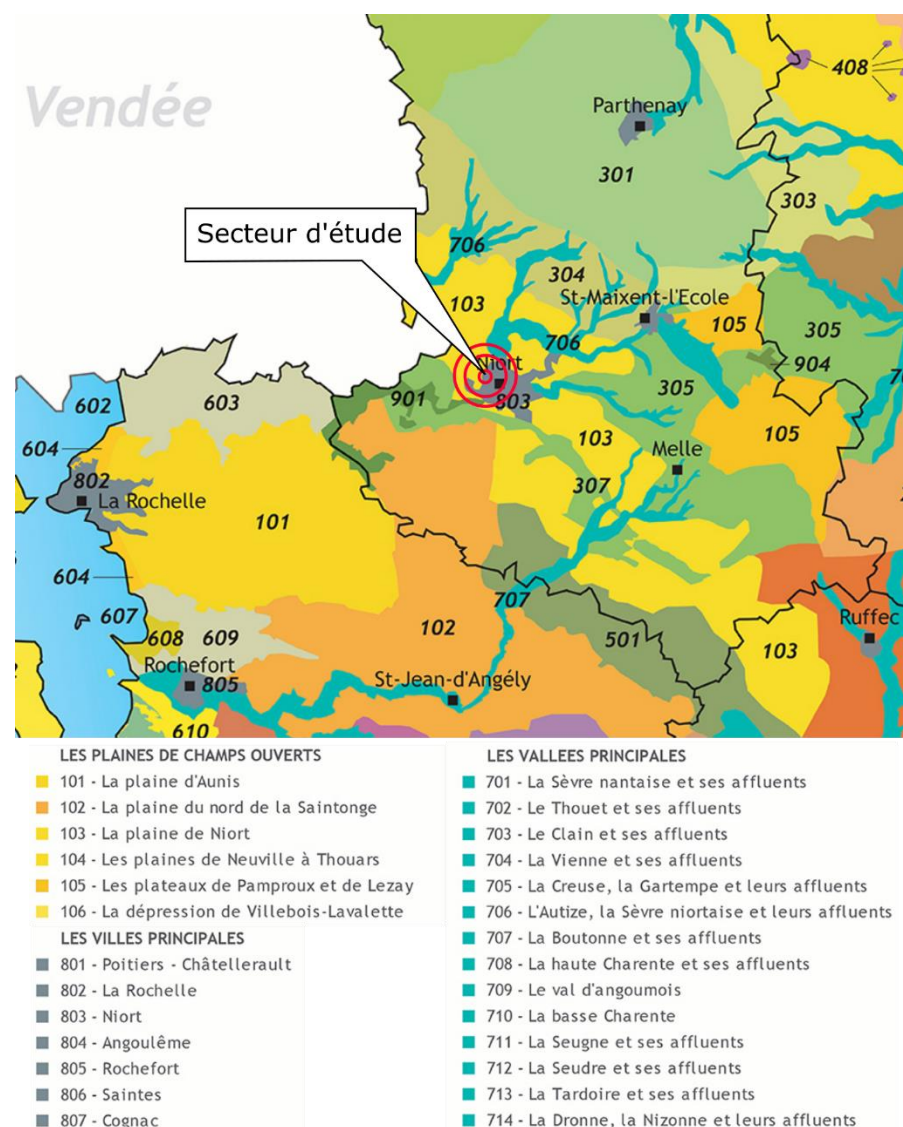 Vendée
408
Parthenay
301
303
Secteur d'étude
706
304
103
St-Maixent-l'Ecole
105
305
706
904
Niort
901
803
305
602
603
103
105
604
Melle
802
La Rochelle
307
101
604
707
607
Ruffec
102
501
608
609
103
Rochefort
St-Jean-d'Angély
805
610
LES PLAINES DE CHAMPS OUVERTS
101 - La plaine d'Aunis
102 - La plaine du nord de la Saintonge
103 - La plaine de Niort
104 - Les plaines de Neuville à Thouars
105 - Les plateaux de Pamproux et de Lezay
106 - La dépression de Villebois-Lavalette
LES VILLES PRINCIPALES
801 - Poitiers - Châtellerault
802 - La Rochelle
803 - Niort
804 - Angoulême
805 - Rochefort
806 - Saintes
807 - Cognac
LES VALLEES PRINCIPALES
701 - La Sèvre nantaise et ses affluents
702 - Le Thouet et ses affluents
703 - Le Clain et ses affluents
704 - La Vienne et ses affluents
705 - La Creuse, la Gartempe et leurs affluents
706 - L'Autize, la Sèvre niortaise et leurs affluents
707 - La Boutonne et ses affluents
708 - La haute Charente et ses affluents
709 - Le val d'angoumois
710 - La basse Charente
711 - La Seugne et ses affluents
712 - La Seudre et ses affluents
713 - La Tardoire et ses affluents
714 - La Dronne, la Nizonne et leurs affluents